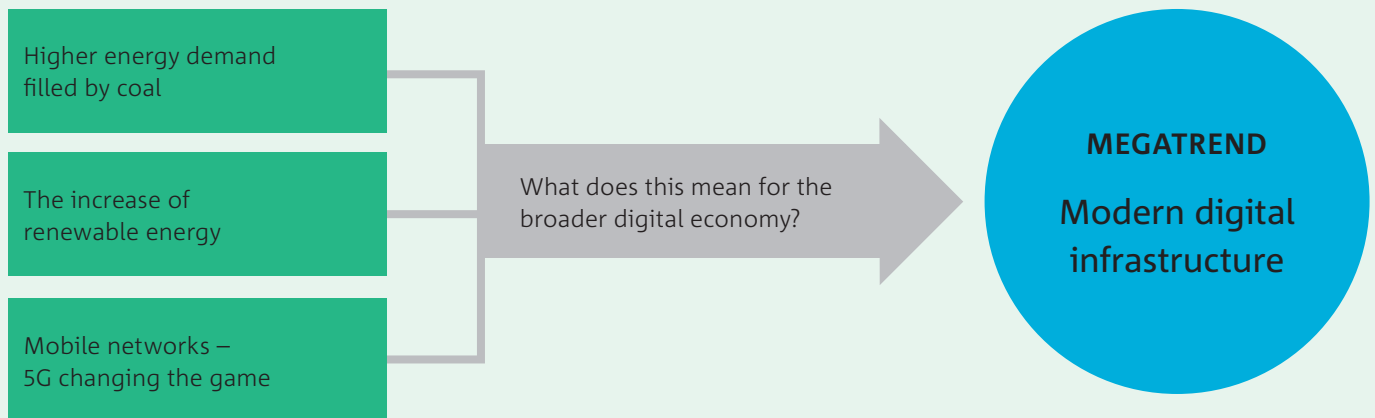 Higher energy demand
filled by coal
The increase of
renewable energy
Mobile networks –
5G changing the game
What does this mean for the
broader digital economy?
MEGATREND
Modern digital
infrastructure